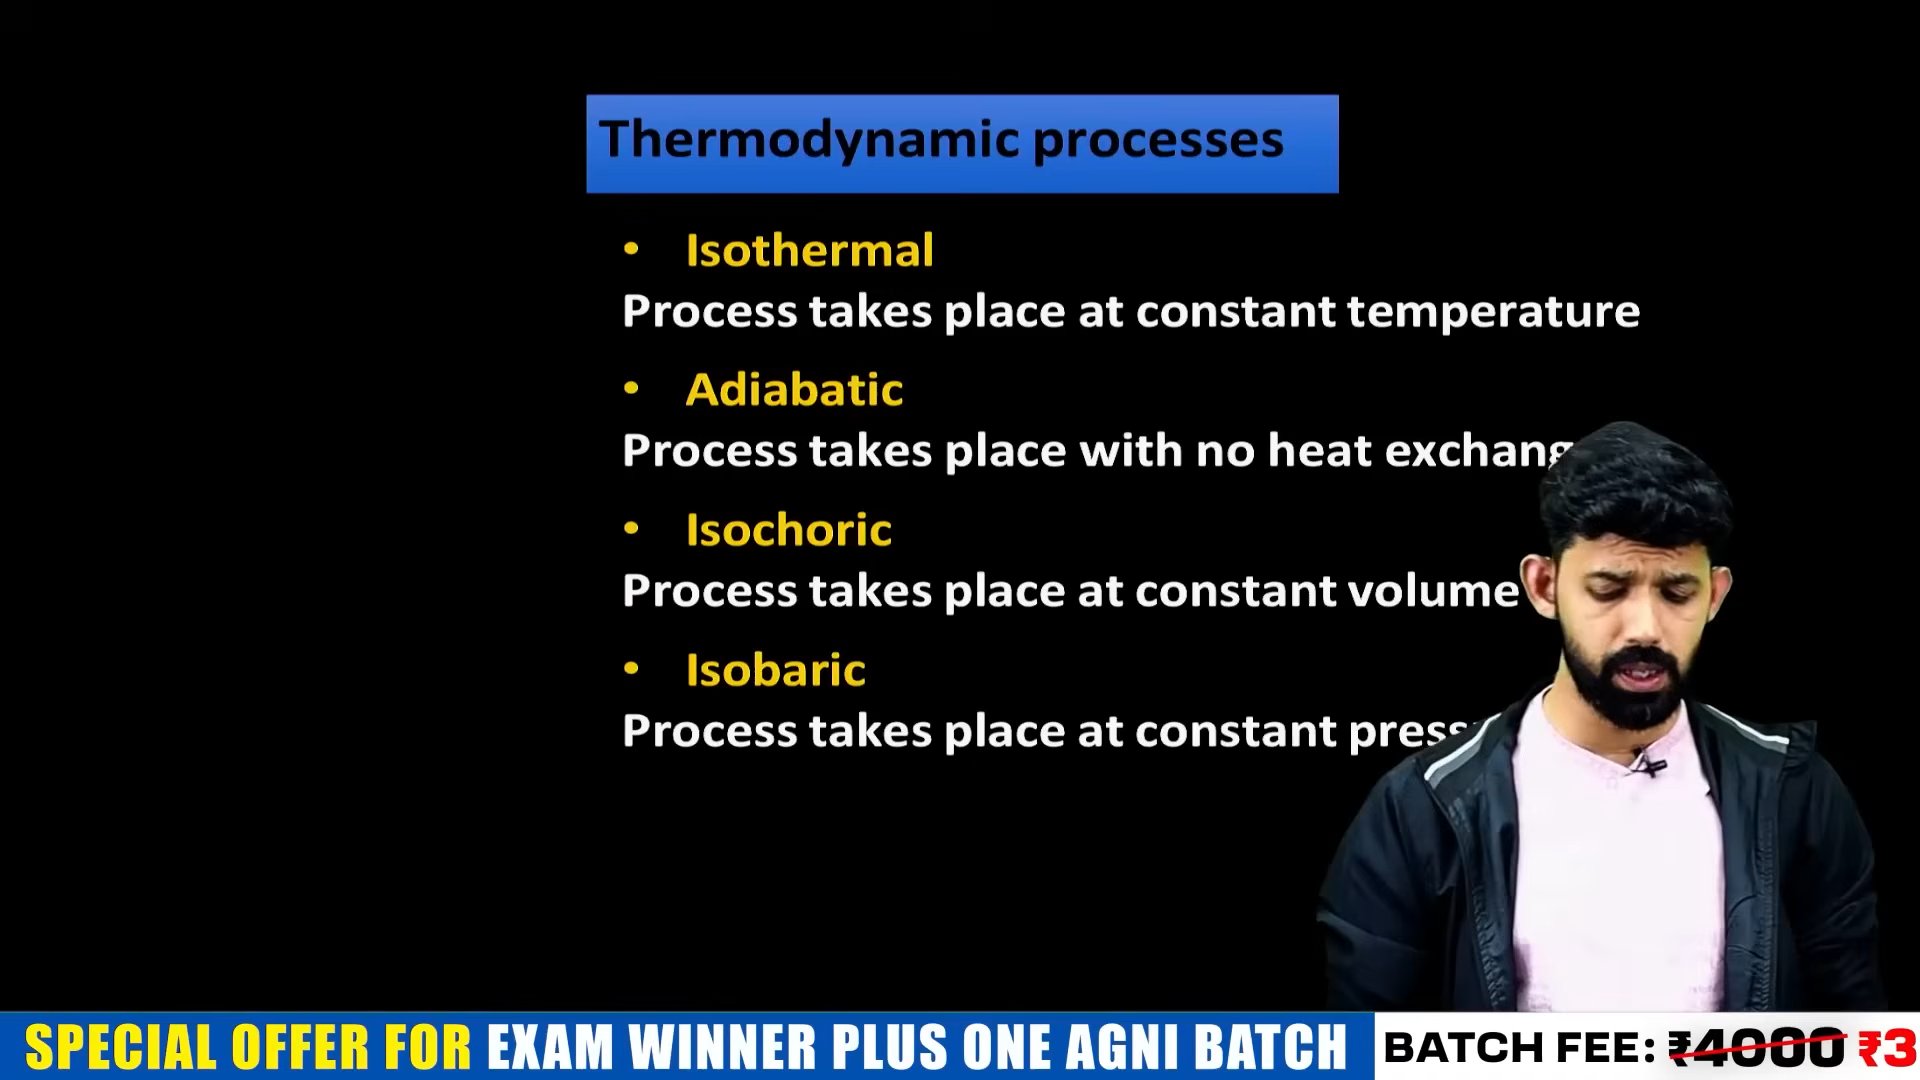 Thermodynamic processes
• Isothermal
Process takes place at constant temperature
• Adiabatic
Process takes place with no heat exchang
• Isochoric
Process takes place at constant volume
• Isobaric
Process takes place at constant press
SPECIAL OFFER FOR EXAM WINNER PLUS ONE AGNI BATCH BATCH FEE: ₹4000 ₹3